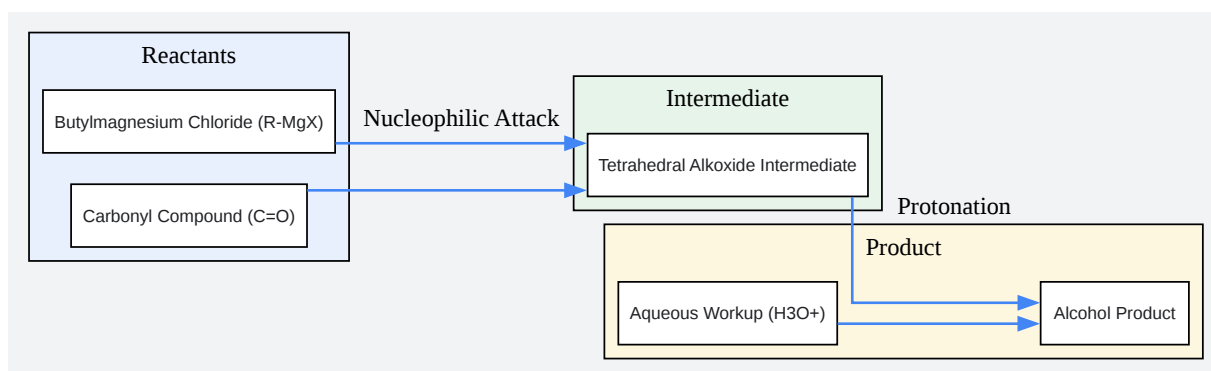 Reactants
Butylmagnesium Chloride (R-MgX)
Carbonyl Compound (C=O)
Nucleophilic Attack
Intermediate
Tetrahedral Alkoxide Intermediate
Protonation
Product
Aqueous Workup (H3O+)
Alcohol Product